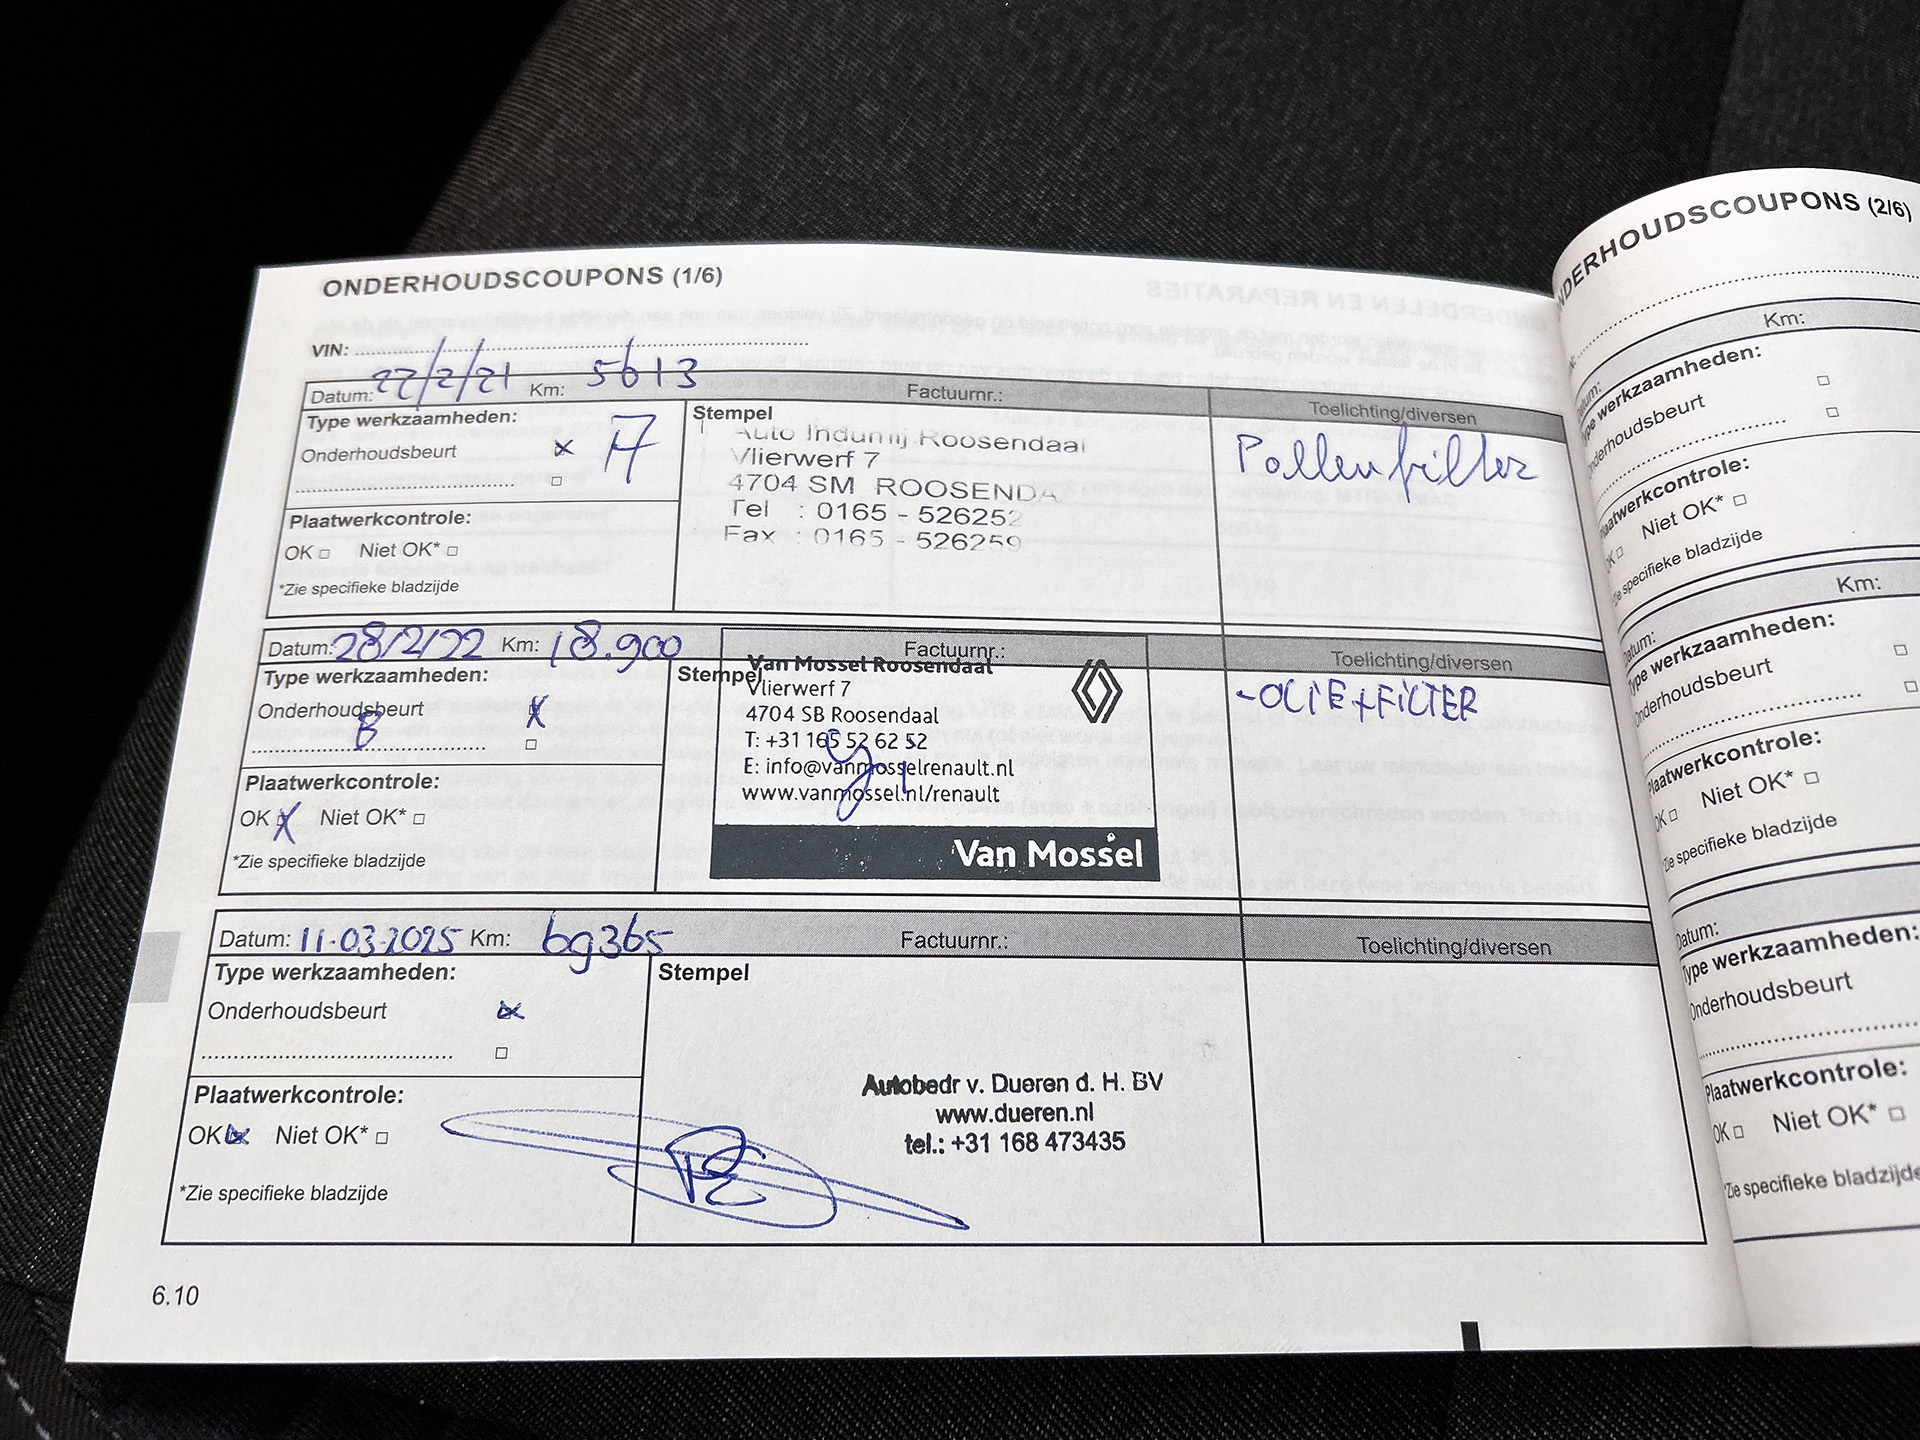 ONDERHOUDSCOUPONS (1/6)
VIN:
Datum: 22/2/21 Km: 5613 Factuurnr.: Toelichting/diversen
Type werkzaamheden:
Onderhoudsbeurt x A
Plaatwerkcontrole:
OK □ Niet OK* □
*Zie specifieke bladzijde
Stempel
Auto Indumij Roosendaal
Vlierwerf 7
4704 SM ROOSENDA
Tel : 0165 - 526252
Fax : 0165 - 526259
Pollenfilter
Datum: 28/2/22 Km: 18.900 Factuurnr.: Toelichting/diversen
Type werkzaamheden:
Onderhoudsbeurt x
B
Plaatwerkcontrole:
OK x Niet OK* □
*Zie specifieke bladzijde
Stempel
Van Mossel Roosendaal
Vlierwerf 7
4704 SB Roosendaal
T: +31 165 52 62 52
E: info@vanmosselrenault.nl
www.vanmossel.nl/renault
Van Mossel
-OLIE+FILTER
Datum: 11-03-2025 Km: 69365 Factuurnr.: Toelichting/diversen
Type werkzaamheden:
Onderhoudsbeurt x
Plaatwerkcontrole:
OK x Niet OK* □
*Zie specifieke bladzijde
Stempel
Autobedr v. Dueren d. H. BV
www.dueren.nl
tel.: +31 168 473435
6.10
ONDERHOUDSCOUPONS (2/6)
Km:
Datum:
Type werkzaamheden:
Onderhoudsbeurt
Plaatwerkcontrole:
OK □ Niet OK* □
*Zie specifieke bladzijde
Km:
Datum:
Type werkzaamheden:
Onderhoudsbeurt
Plaatwerkcontrole:
OK □ Niet OK* □
*Zie specifieke bladzijde
Datum:
Type werkzaamheden:
Onderhoudsbeurt
Plaatwerkcontrole:
OK □ Niet OK* □
*Zie specifieke bladzijde